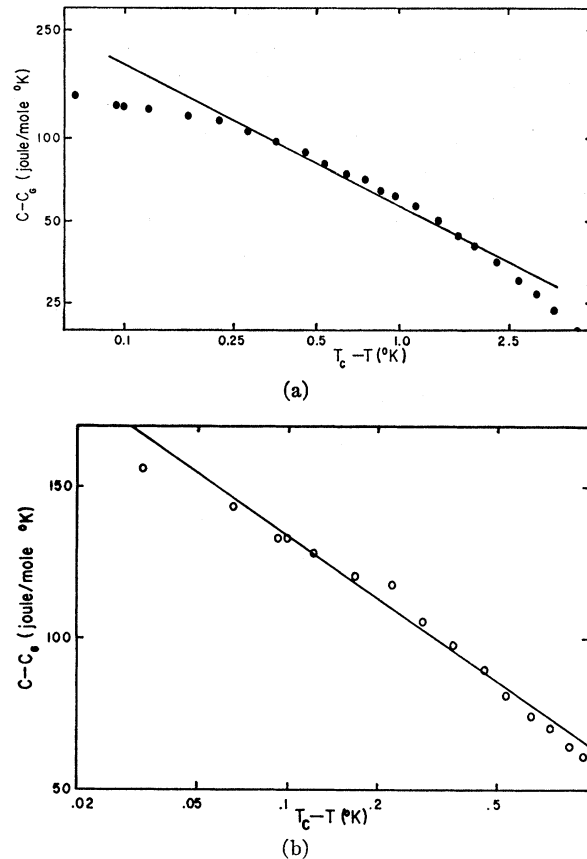 250
100
50
25
C–C_G (joule/mole °K)
0.1 0.25 0.5 1.0 2.5
T_C –T (°K)
(a)
150
100
50
C–C_G (joule/mole °K)
.02 .05 .1 .2 .5
T_C–T (°K)
(b)